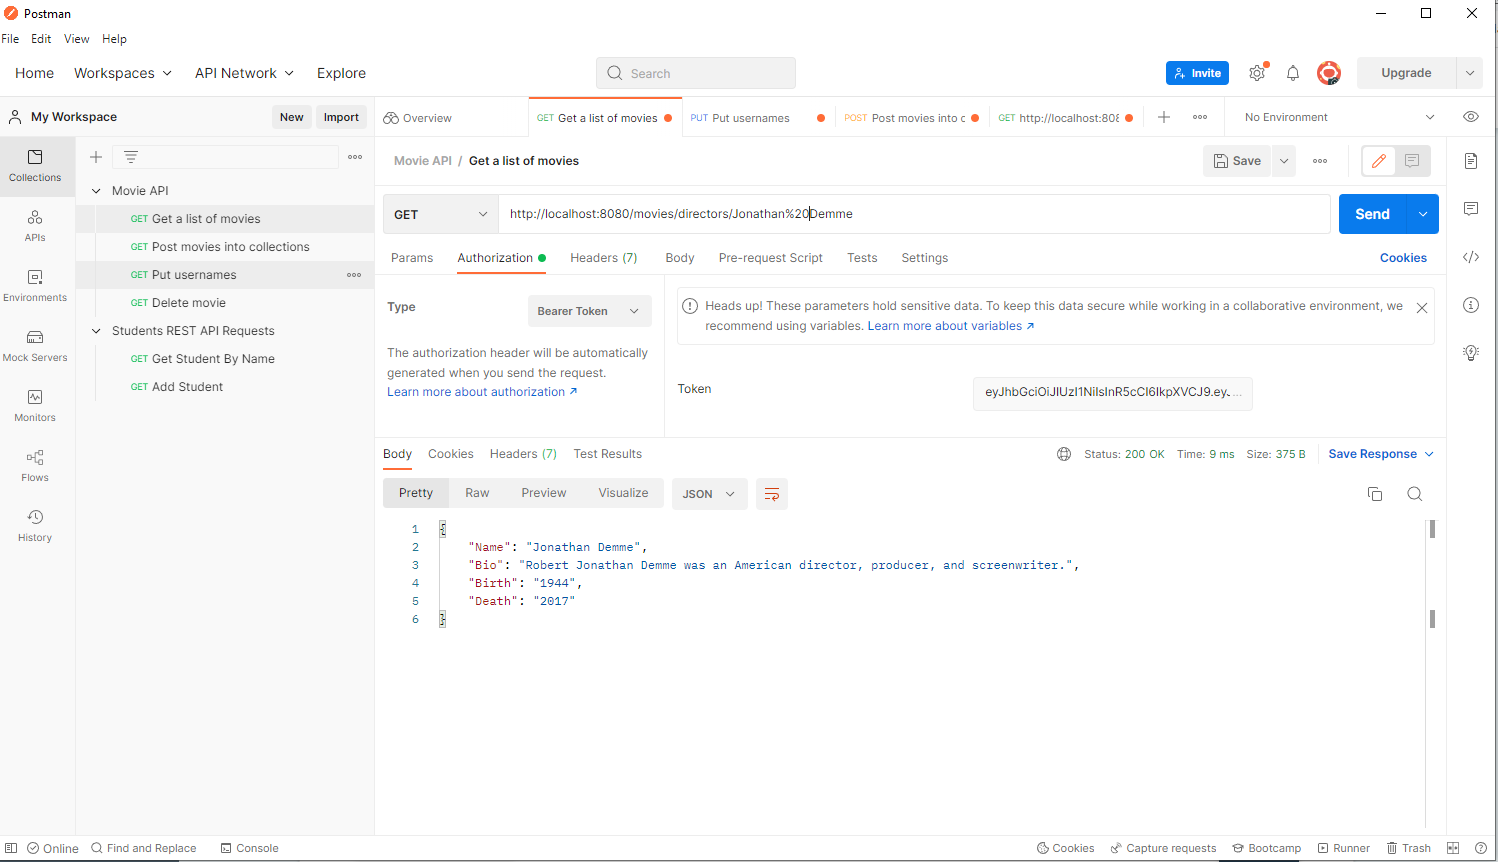 Postman
File Edit View Help
Home Workspaces API Network Explore Search Invite Upgrade
My Workspace New Import
Overview GET Get a list of movies PUT Put usernames POST Post movies into c GET http://localhost:808 No Environment
Collections
APIs
Environments
Mock Servers
Monitors
Flows
History
Movie API
GET Get a list of movies
GET Post movies into collections
GET Put usernames
GET Delete movie
Students REST API Requests
GET Get Student By Name
GET Add Student
Movie API / Get a list of movies Save
GET http://localhost:8080/movies/directors/Jonathan%20Demme Send
Params Authorization Headers (7) Body Pre-request Script Tests Settings Cookies
Type Bearer Token
The authorization header will be automatically
generated when you send the request.
Learn more about authorization ↗
Heads up! These parameters hold sensitive data. To keep this data secure while working in a collaborative environment, we
recommend using variables. Learn more about variables ↗
Token eyJhbGciOiJIUzI1NiIsInR5cCI6IkpXVCJ9.eyJ...
Body Cookies Headers (7) Test Results Status: 200 OK Time: 9 ms Size: 375 B Save Response
Pretty Raw Preview Visualize JSON
1 {
2 "Name": "Jonathan Demme",
3 "Bio": "Robert Jonathan Demme was an American director, producer, and screenwriter.",
4 "Birth": "1944",
5 "Death": "2017"
6 }
Online Find and Replace Console Cookies Capture requests Bootcamp Runner Trash